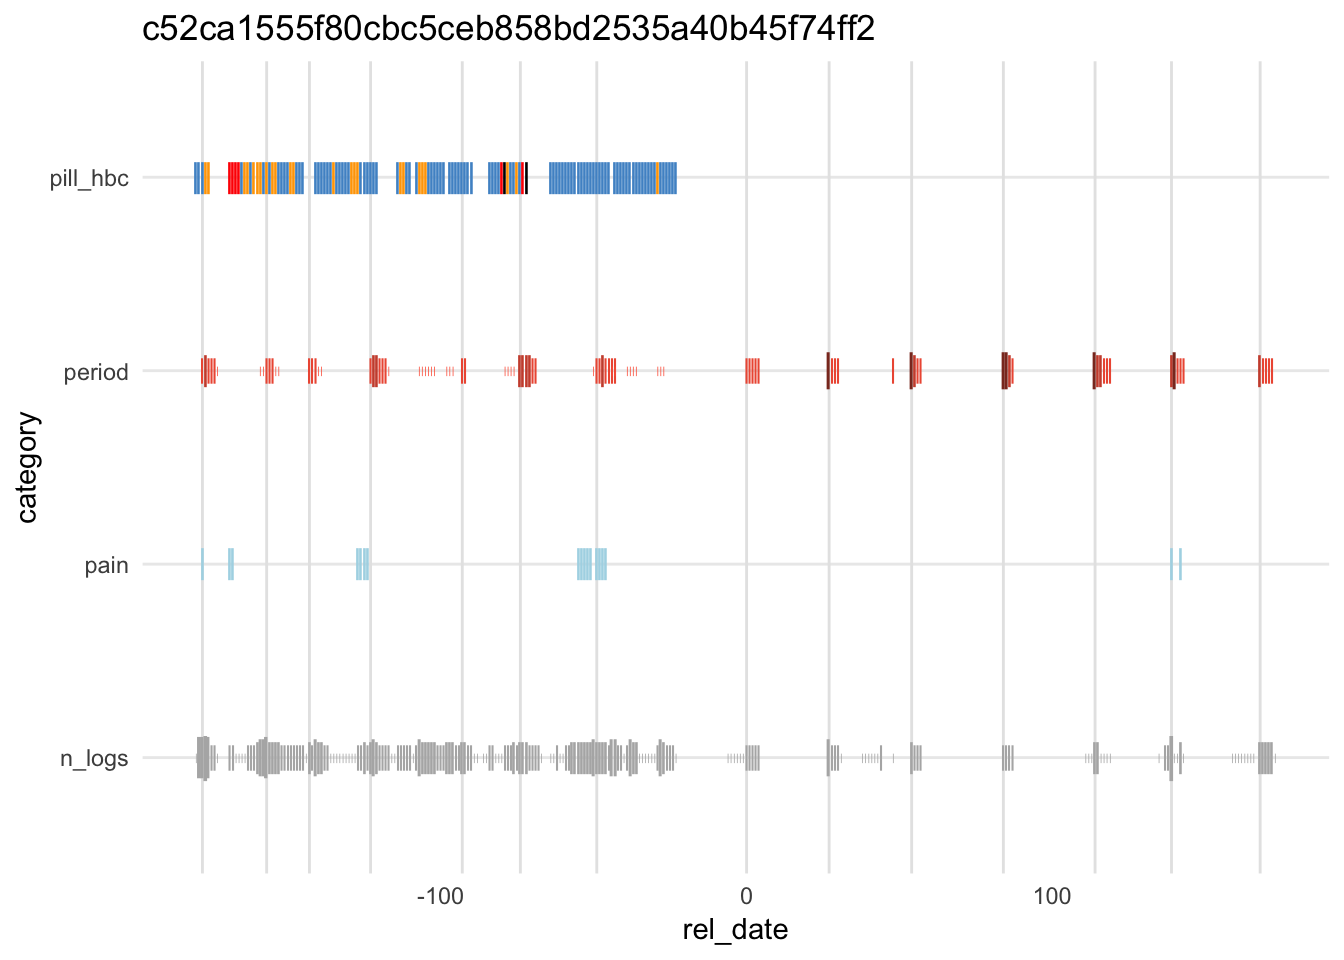 c52ca1555f80cbc5ceb858bd2535a40b45f74ff2
pill_hbc
period
pain
n_logs
category
-100
0
100
rel_date